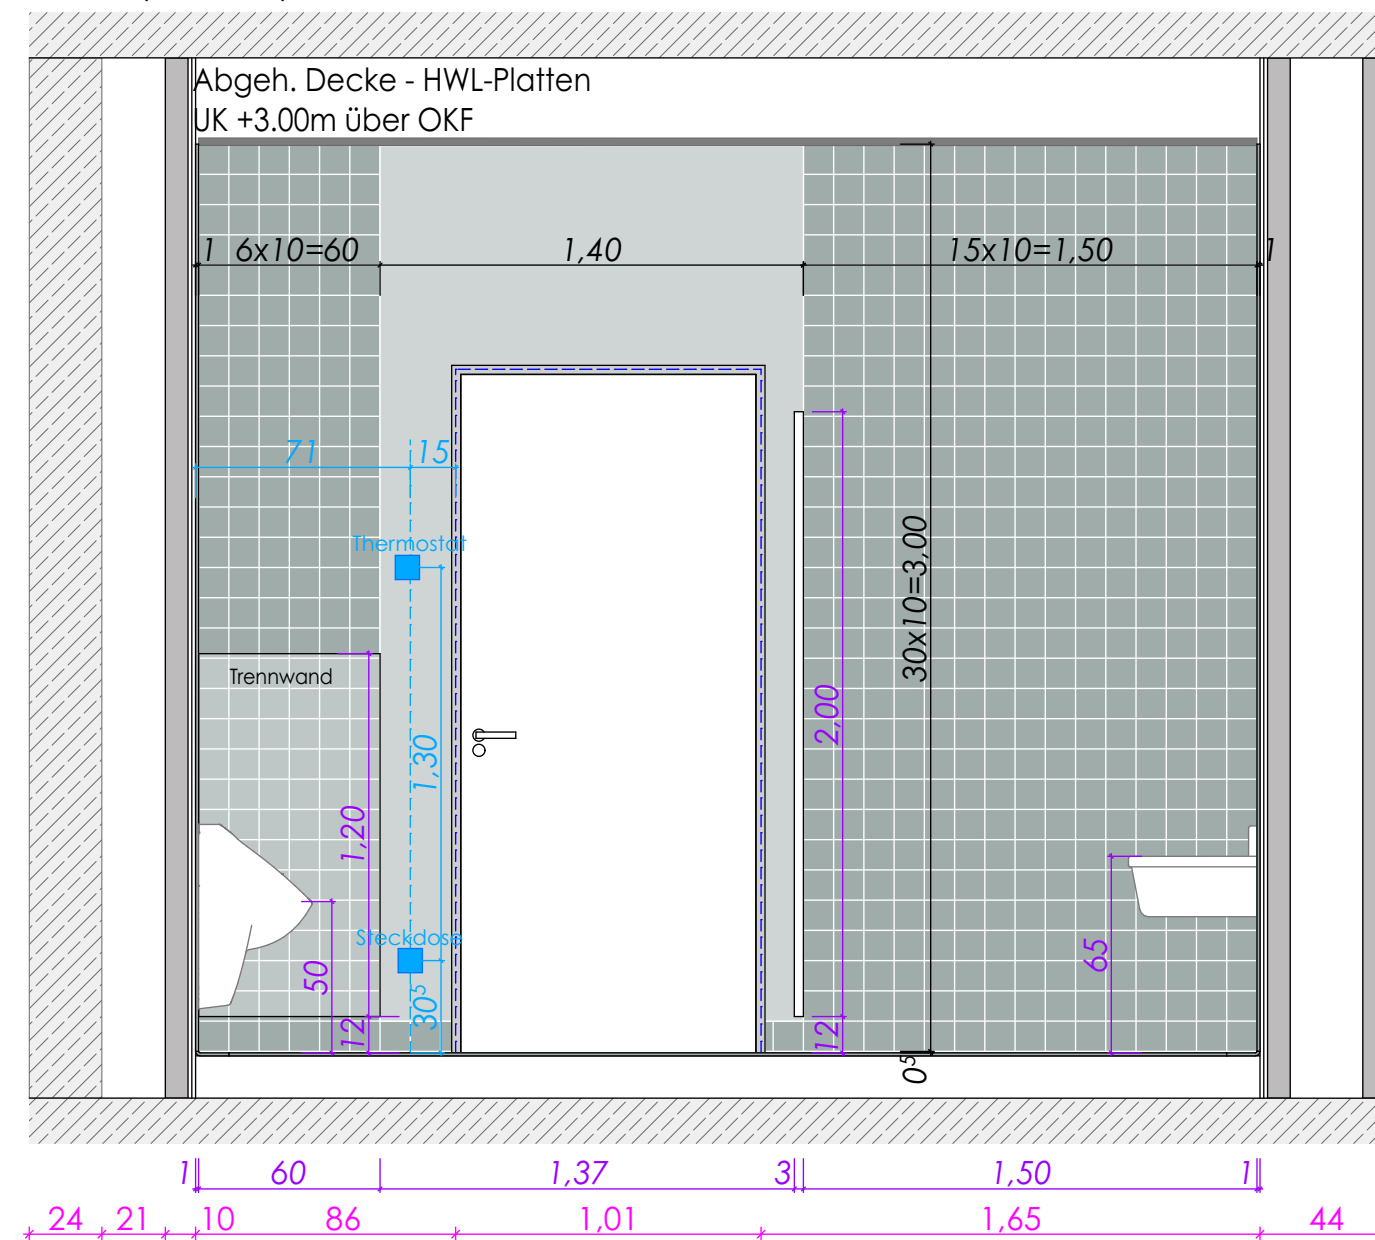 Abgeh. Decke - HWL-Platten
UK +3.00m über OKF
1 6x10=60 1,40 15x10=1,50 1
71 15
Thermostat
30x10=3,00
Trennwand
2,00
1,30
1,20
Steckdose
65
50
30⁵
12
12
0⁵
1 60 1,37 3 1,50 1
24 21 10 86 1,01 1,65 44